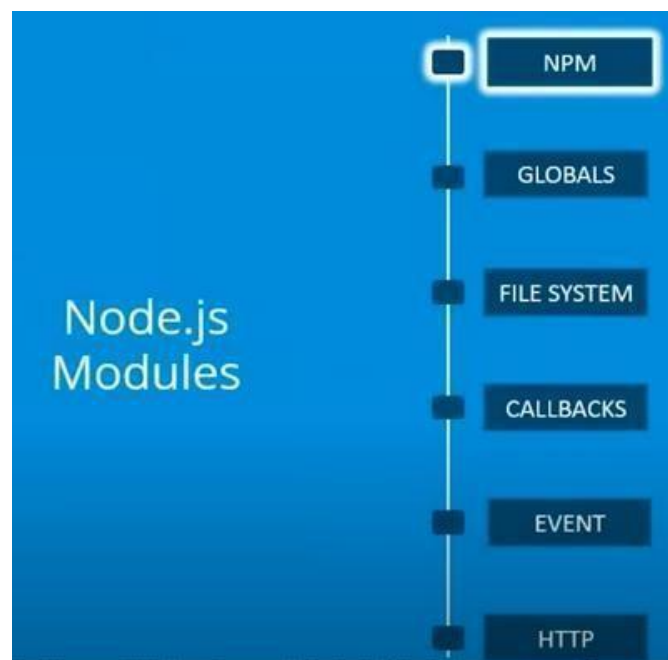 Node.js
Modules
NPM
GLOBALS
FILE SYSTEM
CALLBACKS
EVENT
HTTP